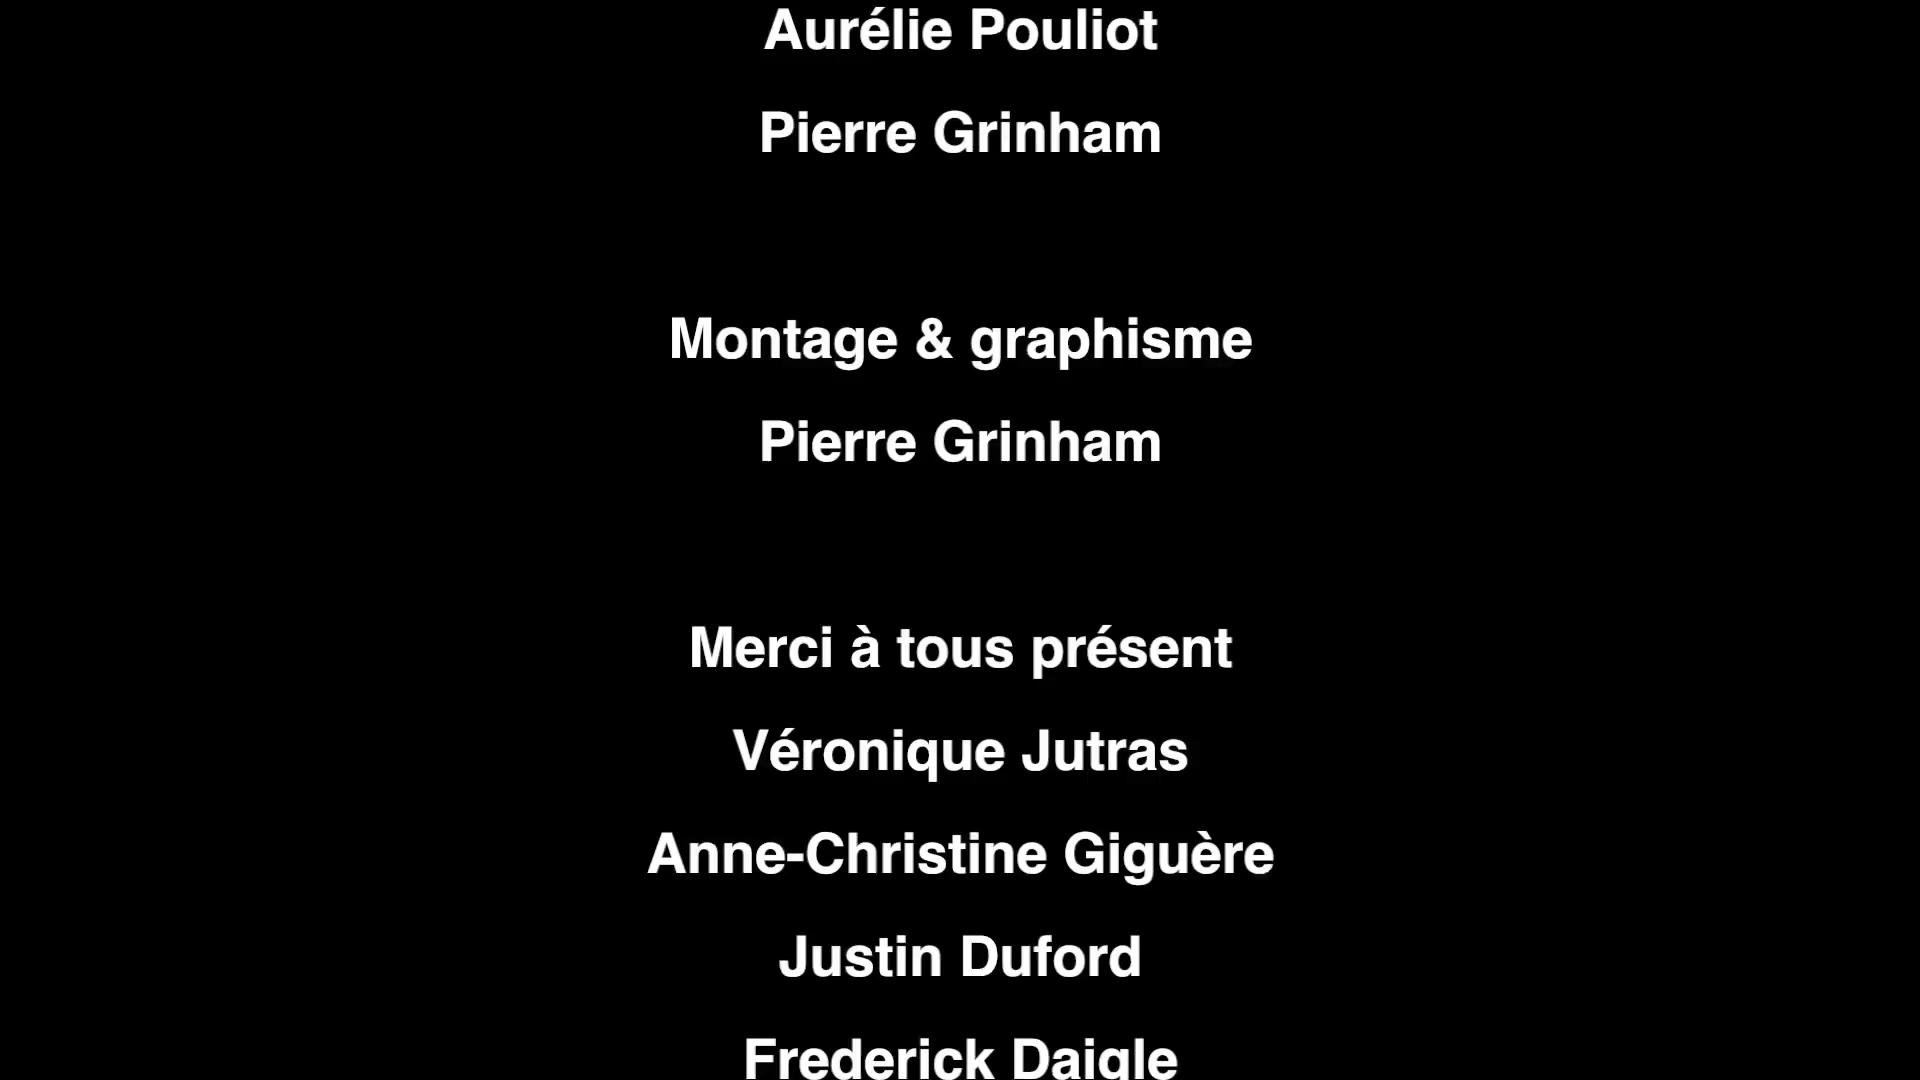 Aurélie Pouliot
Pierre Grinham
Montage & graphisme
Pierre Grinham
Merci à tous présent
Véronique Jutras
Anne-Christine Giguère
Justin Duford
Frederick Daigle